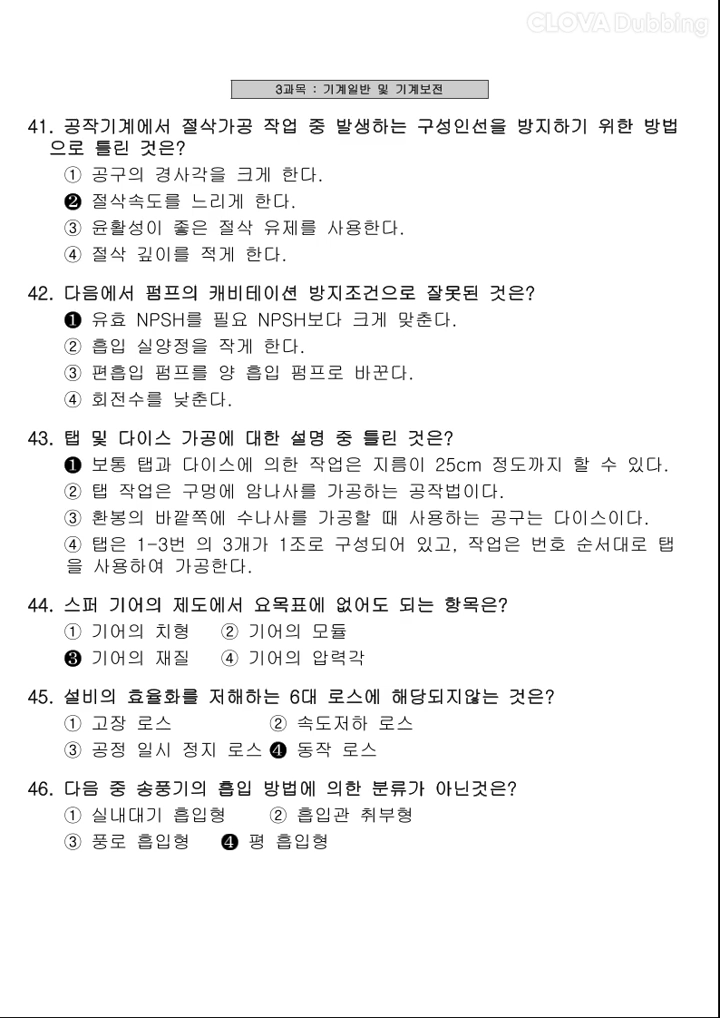 CLOVA Dubbing
3과목 : 기계일반 및 기계보전
41. 공작기계에서 절삭가공 작업 중 발생하는 구성인선을 방지하기 위한 방법
으로 틀린 것은?
① 공구의 경사각을 크게 한다.
❷ 절삭속도를 느리게 한다.
③ 윤활성이 좋은 절삭 유제를 사용한다.
④ 절삭 깊이를 적게 한다.
42. 다음에서 펌프의 캐비테이션 방지조건으로 잘못된 것은?
❶ 유효 NPSH를 필요 NPSH보다 크게 맞춘다.
② 흡입 실양정을 작게 한다.
③ 편흡입 펌프를 양 흡입 펌프로 바꾼다.
④ 회전수를 낮춘다.
43. 탭 및 다이스 가공에 대한 설명 중 틀린 것은?
❶ 보통 탭과 다이스에 의한 작업은 지름이 25cm 정도까지 할 수 있다.
② 탭 작업은 구멍에 암나사를 가공하는 공작법이다.
③ 환봉의 바깥쪽에 수나사를 가공할 때 사용하는 공구는 다이스이다.
④ 탭은 1-3번 의 3개가 1조로 구성되어 있고, 작업은 번호 순서대로 탭
을 사용하여 가공한다.
44. 스퍼 기어의 제도에서 요목표에 없어도 되는 항목은?
① 기어의 치형 ② 기어의 모듈
❸ 기어의 재질 ④ 기어의 압력각
45. 설비의 효율화를 저해하는 6대 로스에 해당되지않는 것은?
① 고장 로스 ② 속도저하 로스
③ 공정 일시 정지 로스 ❹ 동작 로스
46. 다음 중 송풍기의 흡입 방법에 의한 분류가 아닌것은?
① 실내대기 흡입형 ② 흡입관 취부형
③ 풍로 흡입형 ❹ 평 흡입형